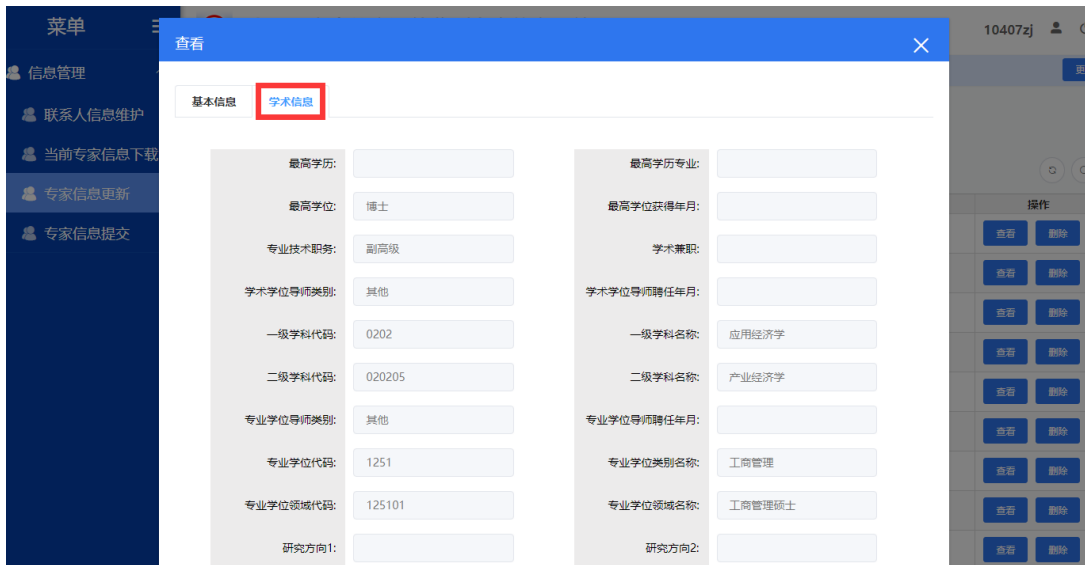 菜单
10407zj
查看
信息管理
更
基本信息 学术信息
联系人信息维护
当前专家信息下载
最高学历: 最高学历专业:
专家信息更新
最高学位: 博士 最高学位获得年月:
操作
专家信息提交
查看 删除
专业技术职务: 副高级 学术兼职:
查看 删除
学术学位导师类别: 其他 学术学位导师聘任年月:
查看 删除
一级学科代码: 0202 一级学科名称: 应用经济学
查看 删除
二级学科代码: 020205 二级学科名称: 产业经济学
查看 删除
专业学位导师类别: 其他 专业学位导师聘任年月:
查看 删除
专业学位代码: 1251 专业学位类别名称: 工商管理
查看 删除
专业学位领域代码: 125101 专业学位领域名称: 工商管理硕士
查看 删除
研究方向1: 研究方向2:
查看 删除